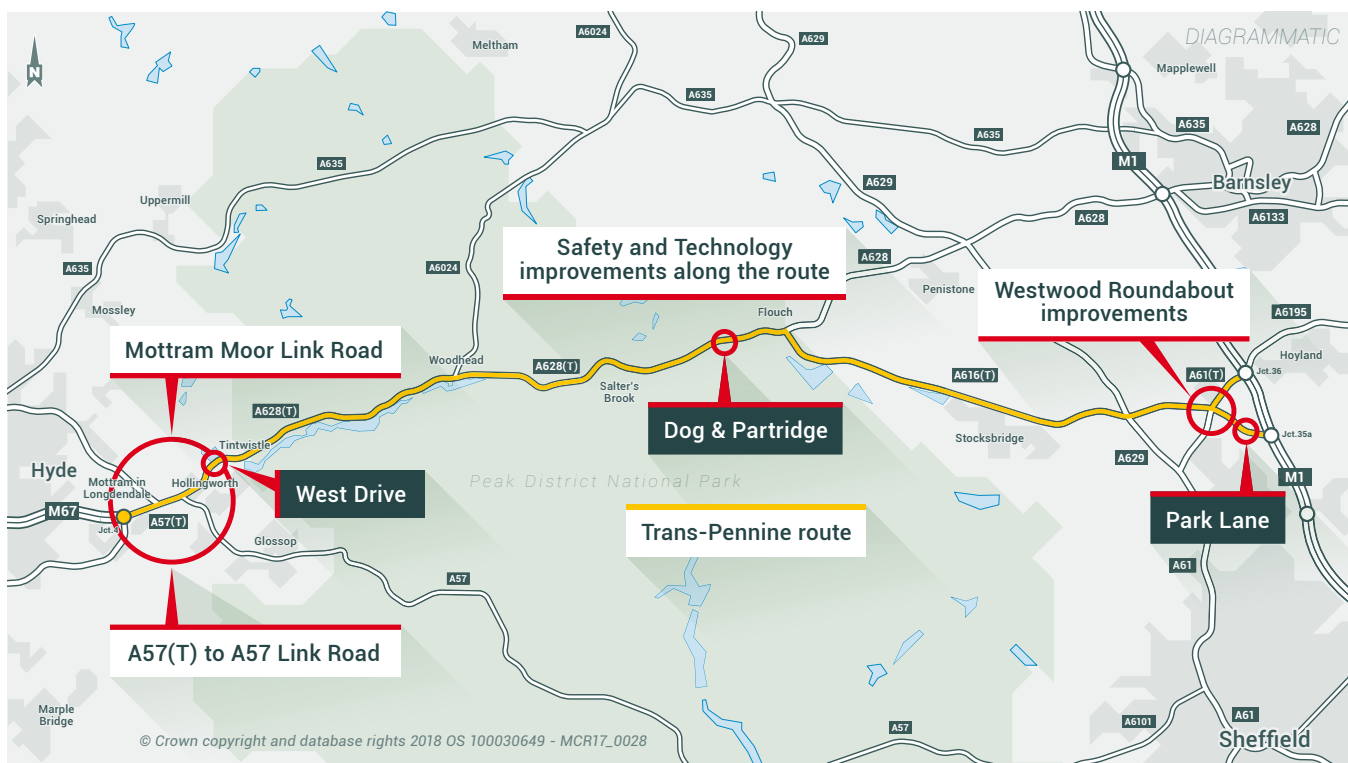 DIAGRAMMATIC
N
A6024
A629
Meltham
Mapplewell
A635
A635
A628
A635
A635
M1
A629
Barnsley
Uppermill
Springhead
A628
A6133
Safety and Technology
improvements along the route
A628
A635
A6024
Penistone
Westwood Roundabout
improvements
Mossley
Flouch
A6195
Mottram Moor Link Road
Hoyland
Woodhead
A628(T)
Salter's
Brook
A616(T)
A61(T)
Jct.36
A628(T)
Dog & Partridge
Stocksbridge
Jct.35a
Tintwistle
A629
Hyde
Mottram in
Longdendale
Hollingworth
West Drive
Peak District National Park
M1
M67
Jct.4
A57(T)
Park Lane
Trans-Pennine route
Glossop
A57
A61
A57(T) to A57 Link Road
Marple
Bridge
A57
A6101
A61
Sheffield
© Crown copyright and database rights 2018 OS 100030649 - MCR17_0028